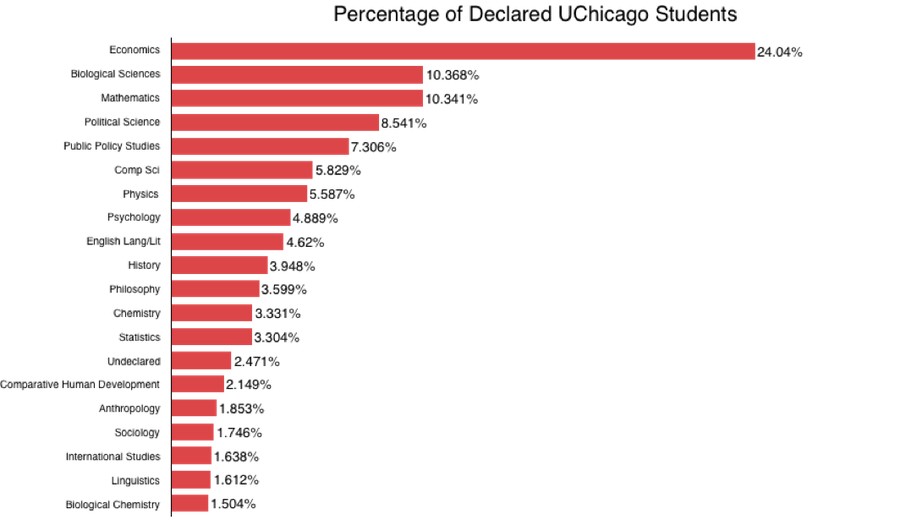 Percentage of Declared UChicago Students
Economics 24.04%
Biological Sciences 10.368%
Mathematics 10.341%
Political Science 8.541%
Public Policy Studies 7.306%
Comp Sci 5.829%
Physics 5.587%
Psychology 4.889%
English Lang/Lit 4.62%
History 3.948%
Philosophy 3.599%
Chemistry 3.331%
Statistics 3.304%
Undeclared 2.471%
Comparative Human Development 2.149%
Anthropology 1.853%
Sociology 1.746%
International Studies 1.638%
Linguistics 1.612%
Biological Chemistry 1.504%